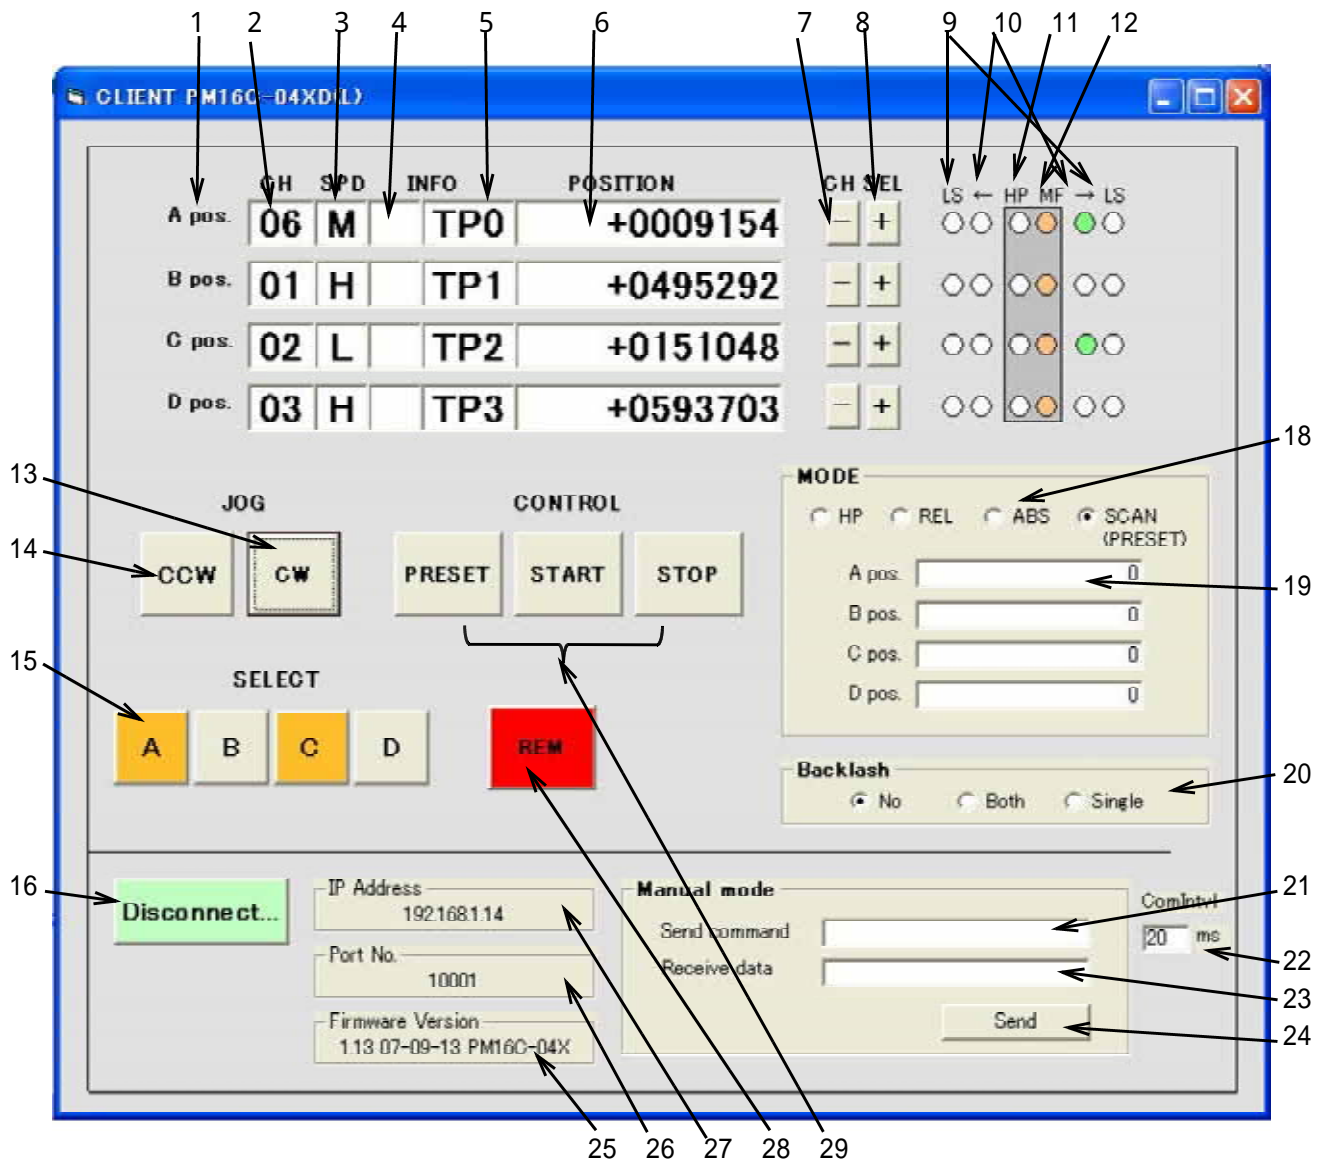 1 2 3 4 5 6 7 8 9 10 11 12
CLIENT PM16C-04XD(L)
CH SPD INFO POSITION CH SEL LS ← HP MF → LS
A pos. 06 M TP0 +0009154 - +
B pos. 01 H TP1 +0495292 - +
C pos. 02 L TP2 +0151048 - +
D pos. 03 H TP3 +0593703 - +
18
13
JOG CONTROL MODE
HP REL ABS SCAN
(PRESET)
14
CCW CW PRESET START STOP
A pos. 0
19
B pos. 0
C pos. 0
D pos. 0
15
SELECT
A B C D REM
Backlash
20
No Both Single
16
Disconnect...
IP Address
192.168.1.14
Port No.
10001
Firmware Version
1.13 07-09-13 PM16C-04X
Manual mode
21
Send command
Receive data
Send
ComIntvl
20 ms
22
23
24
25 26 27 28 29